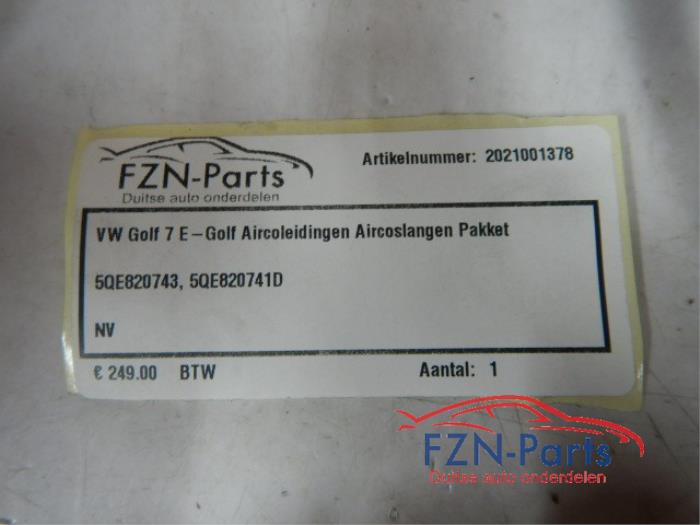 FZN-Parts
Duitse auto onderdelen
Artikelnummer: 2021001378
VW Golf 7 E-Golf Aircoleidingen Aircoslangen Pakket
5QE820743, 5QE820741D
NV
€ 249.00 BTW Aantal: 1
FZN-Parts
Duitse auto onderdelen